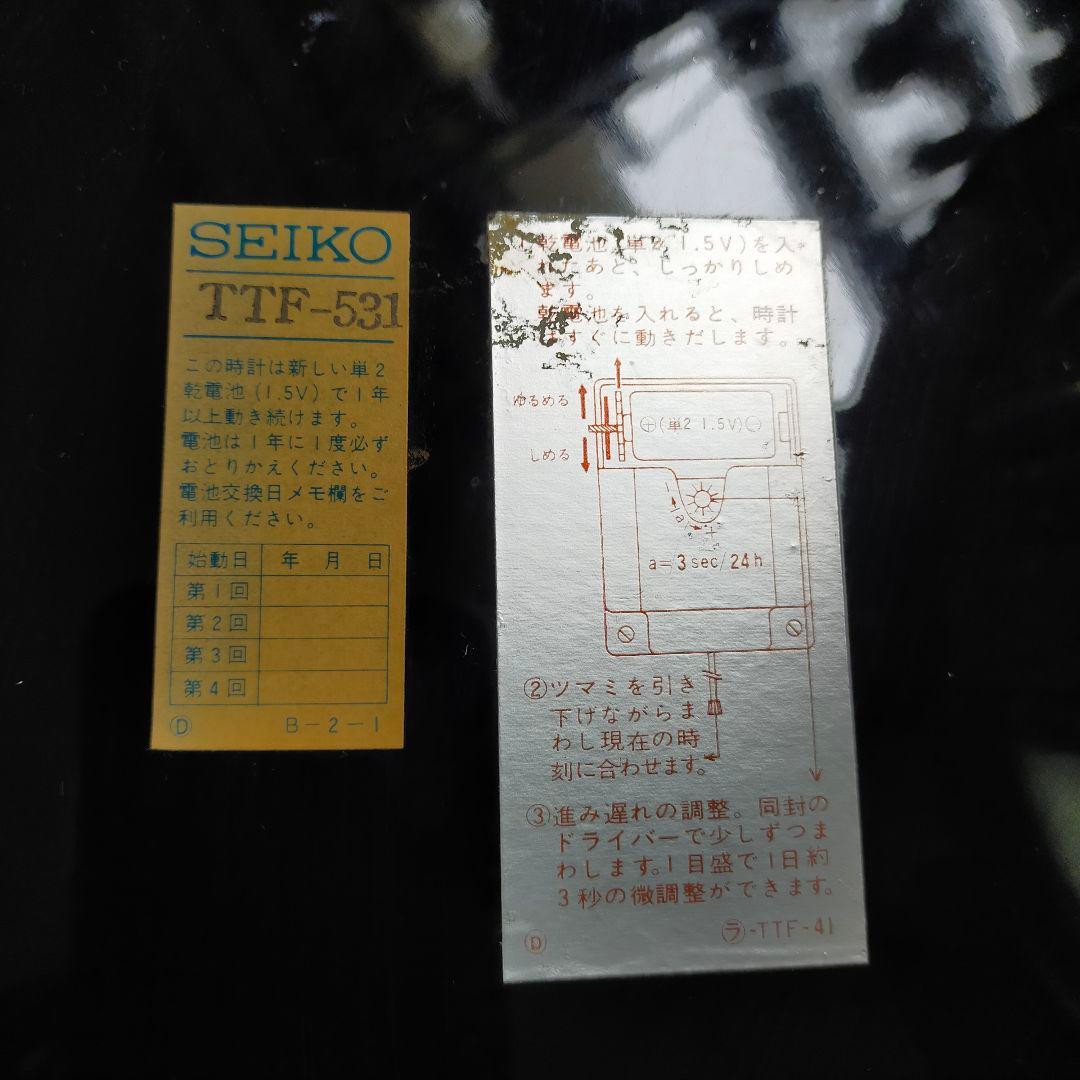 SEIKO
TTF-531
この時計は新しい単2
乾電池(1.5V)で1年
以上動き続けます。
電池は1年に1度必ず
おとりかえください。
電池交換日メモ欄をご
利用ください。
始動日 年 月 日
第1回
第2回
第3回
第4回
Ⓓ B-2-1
乾電池(単2 1.5V)を入
れたあと、しっかりしめ
ます。
乾電池を入れると、時計
はすぐに動きだします。
ゆるめる
しめる
⊕(単2 1.5V)⊖
- a +
a=3sec/24h
②ツマミを引き
下げながらま
わし現在の時
刻に合わせます。
③進み遅れの調整。同封の
ドライバーで少しずつま
わします。1目盛で1日約
3秒の微調整ができます。
Ⓓ ㋶-TTF-41